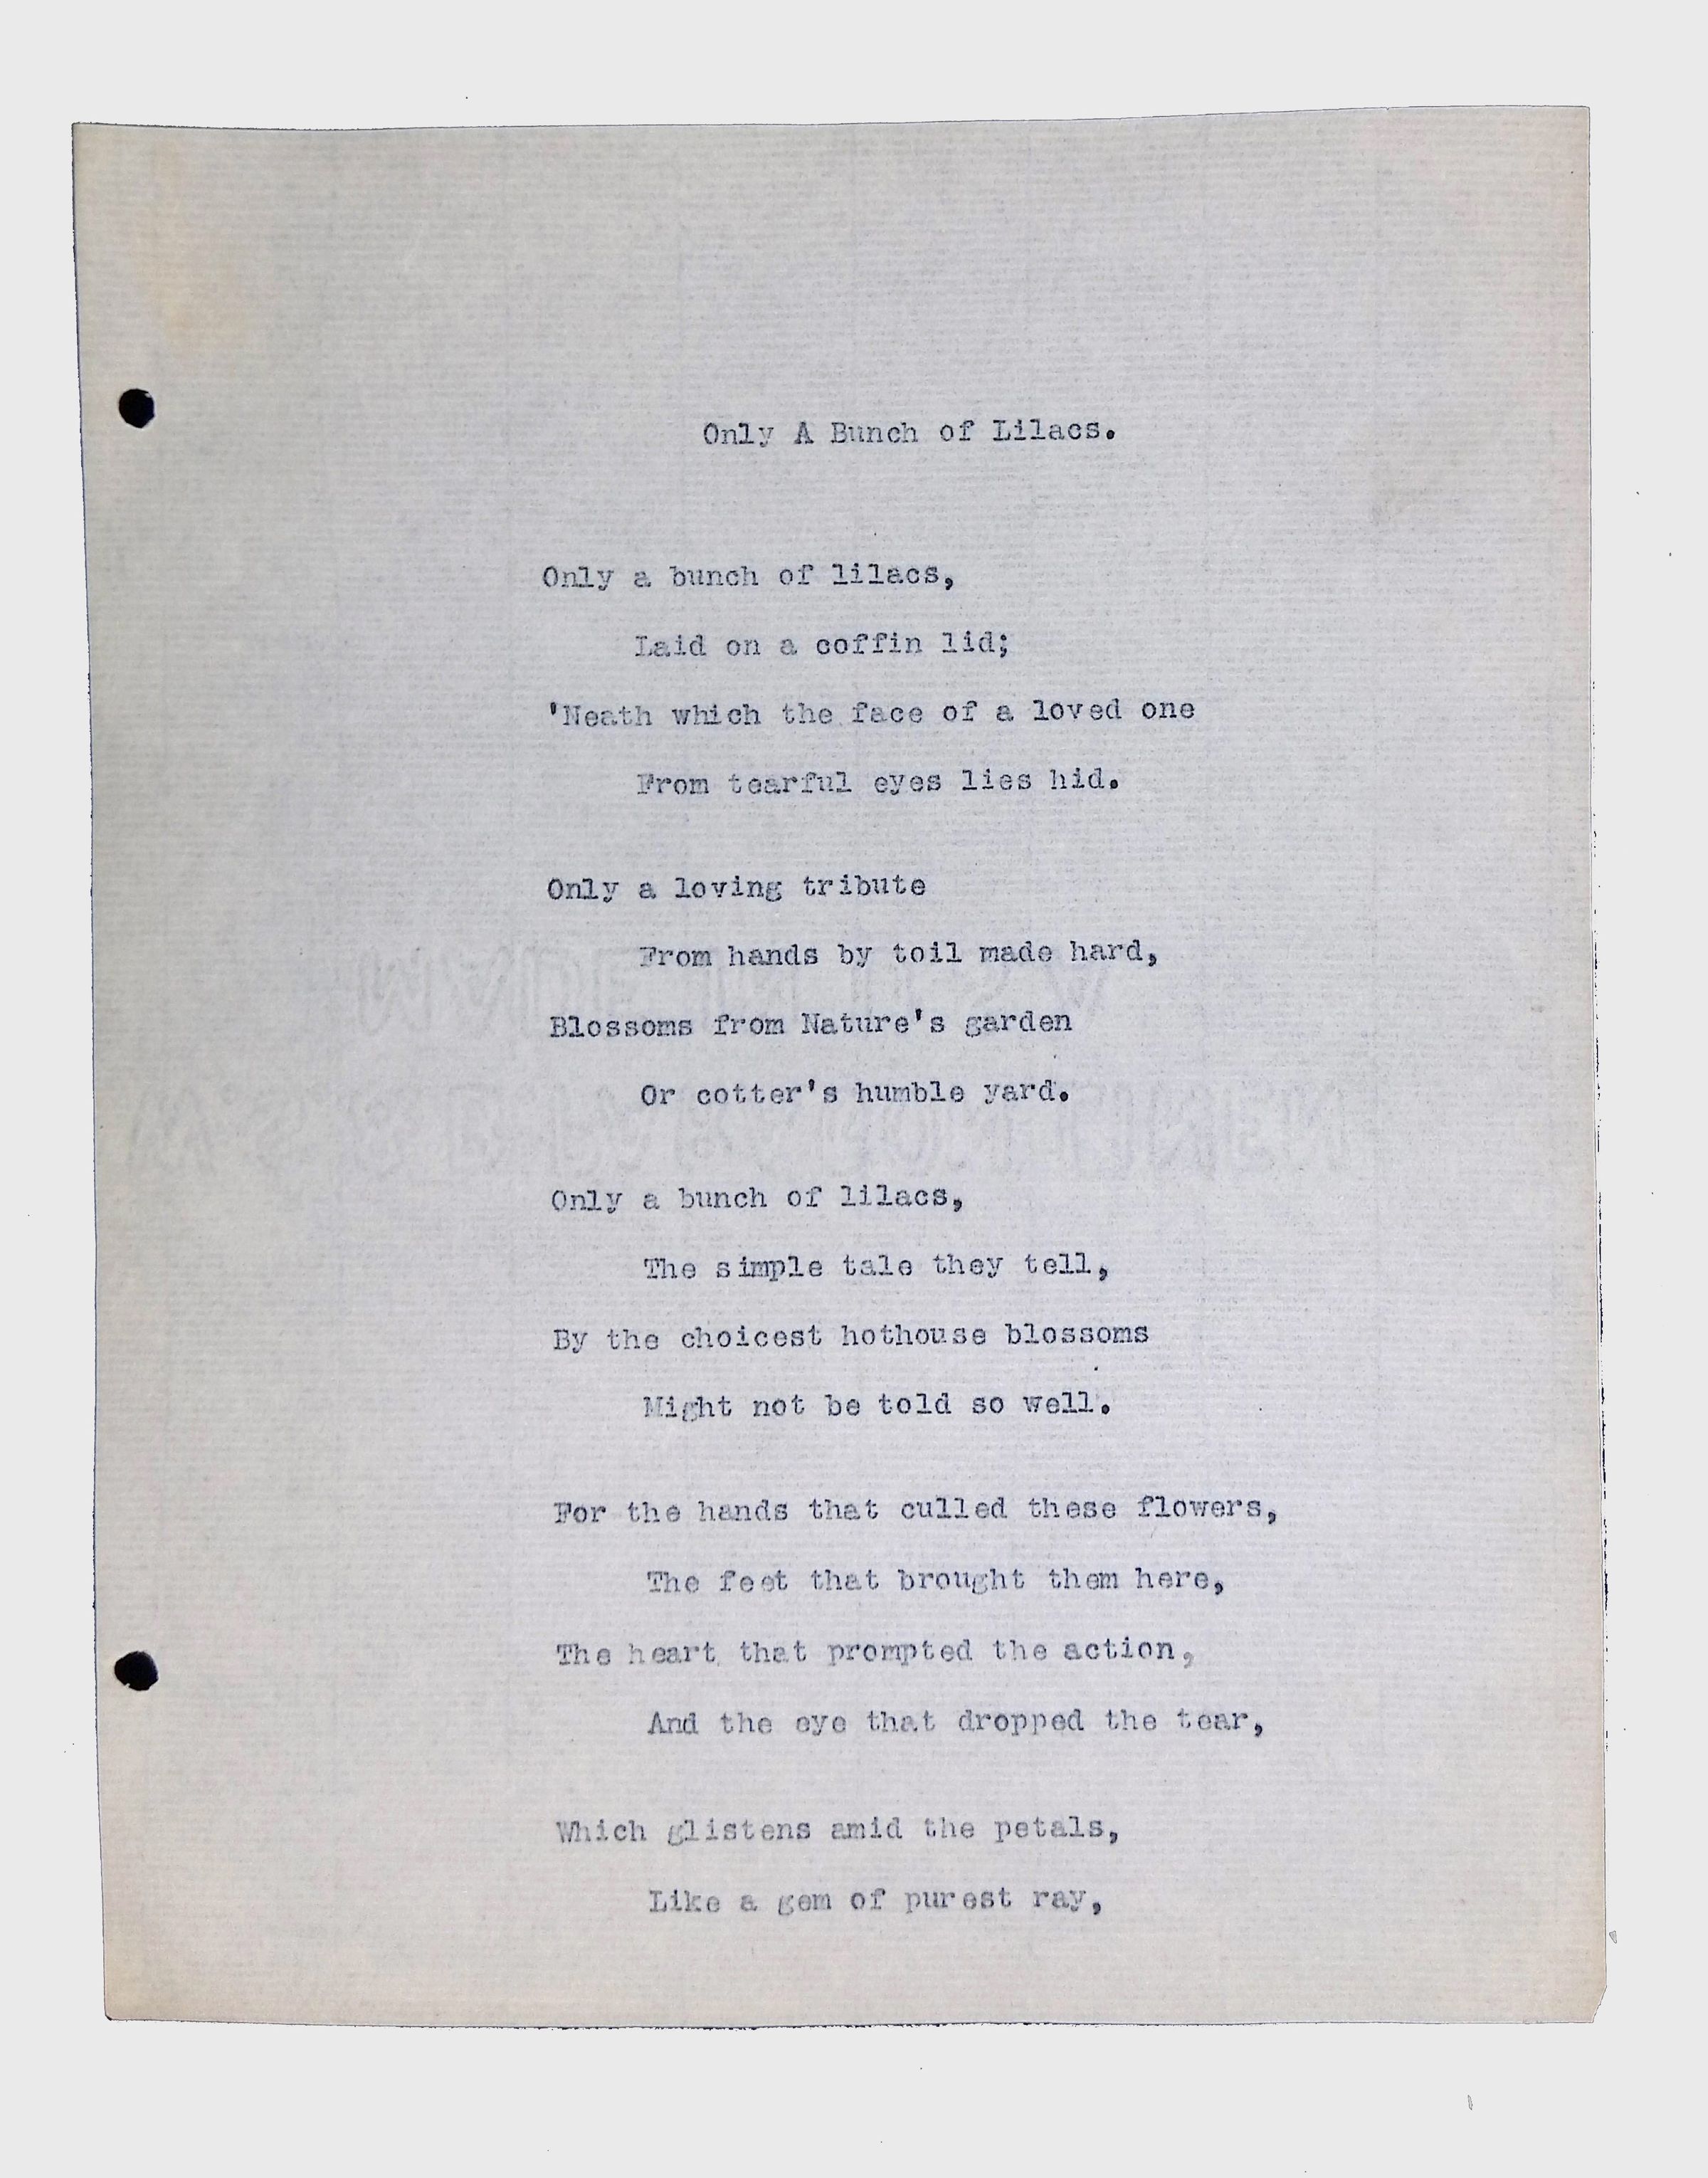 Only A Bunch of Lilacs.
Only a bunch of lilacs,
Laid on a coffin lid;
'Neath which the face of a loved one
From tearful eyes lies hid.
Only a loving tribute
From hands by toil made hard,
Blossoms from Nature's garden
Or cotter's humble yard.
Only a bunch of lilacs,
The simple tale they tell,
By the choicest hothouse blossoms
Might not be told so well.
For the hands that culled these flowers,
The feet that brought them here,
The heart that prompted the action,
And the eye that dropped the tear,
Which glistens amid the petals,
Like a gem of purest ray,